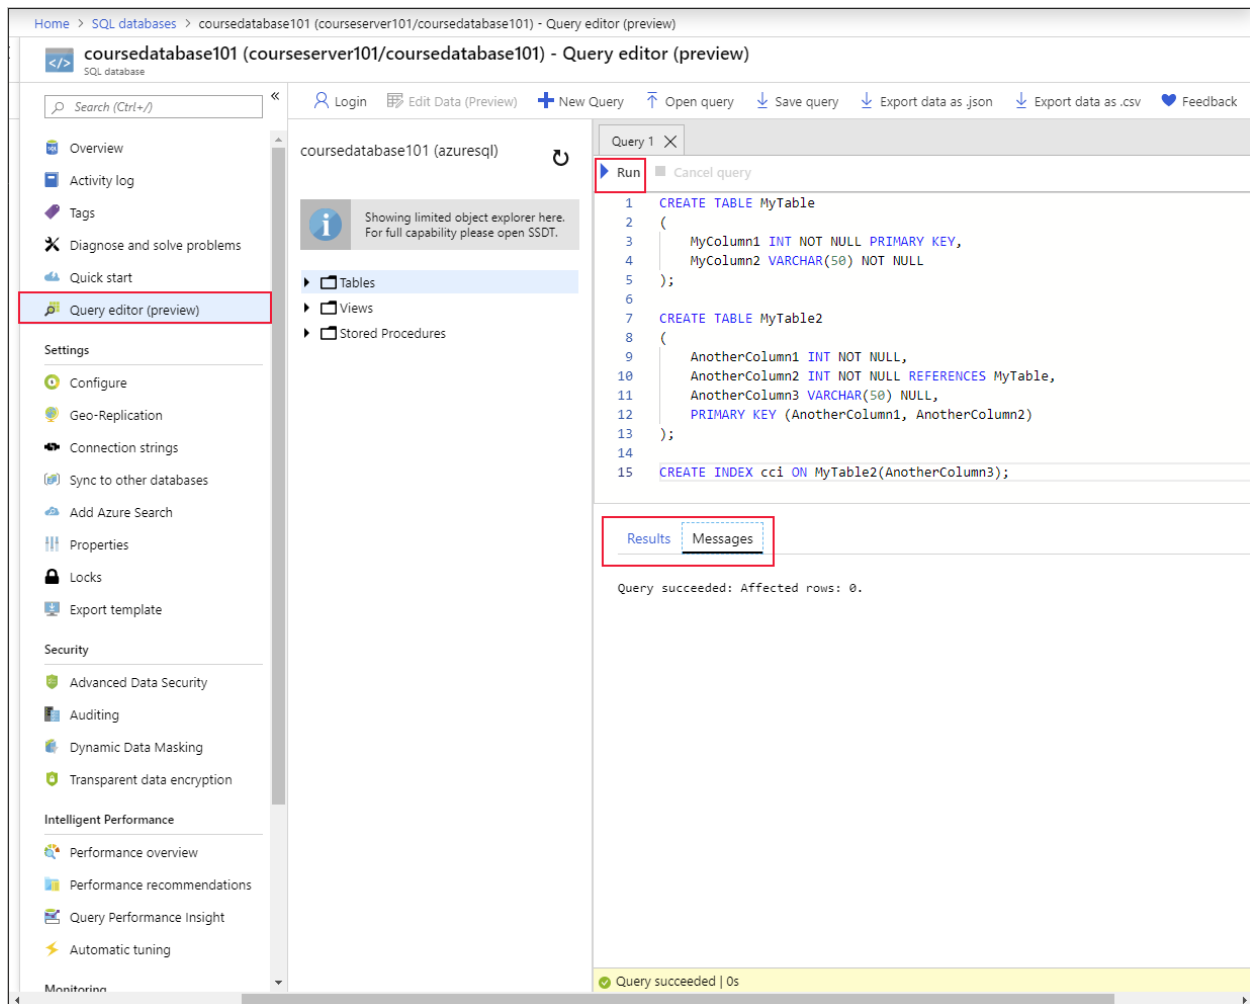 Home > SQL databases > coursedatabase101 (courseserver101/coursedatabase101) - Query editor (preview)
coursedatabase101 (courseserver101/coursedatabase101) - Query editor (preview)
SQL database
Search (Ctrl+/)
«
Overview
Activity log
Tags
Diagnose and solve problems
Quick start
Query editor (preview)
Settings
Configure
Geo-Replication
Connection strings
Sync to other databases
Add Azure Search
Properties
Locks
Export template
Security
Advanced Data Security
Auditing
Dynamic Data Masking
Transparent data encryption
Intelligent Performance
Performance overview
Performance recommendations
Query Performance Insight
Automatic tuning
Monitoring
Login Edit Data (Preview) New Query Open query Save query Export data as .json Export data as .csv Feedback
coursedatabase101 (azuresql)
Showing limited object explorer here.
For full capability please open SSDT.
Tables
Views
Stored Procedures
Query 1
Run Cancel query
1 CREATE TABLE MyTable
2 (
3 MyColumn1 INT NOT NULL PRIMARY KEY,
4 MyColumn2 VARCHAR(50) NOT NULL
5 );
6
7 CREATE TABLE MyTable2
8 (
9 AnotherColumn1 INT NOT NULL,
10 AnotherColumn2 INT NOT NULL REFERENCES MyTable,
11 AnotherColumn3 VARCHAR(50) NULL,
12 PRIMARY KEY (AnotherColumn1, AnotherColumn2)
13 );
14
15 CREATE INDEX cci ON MyTable2(AnotherColumn3);
Results Messages
Query succeeded: Affected rows: 0.
Query succeeded | 0s